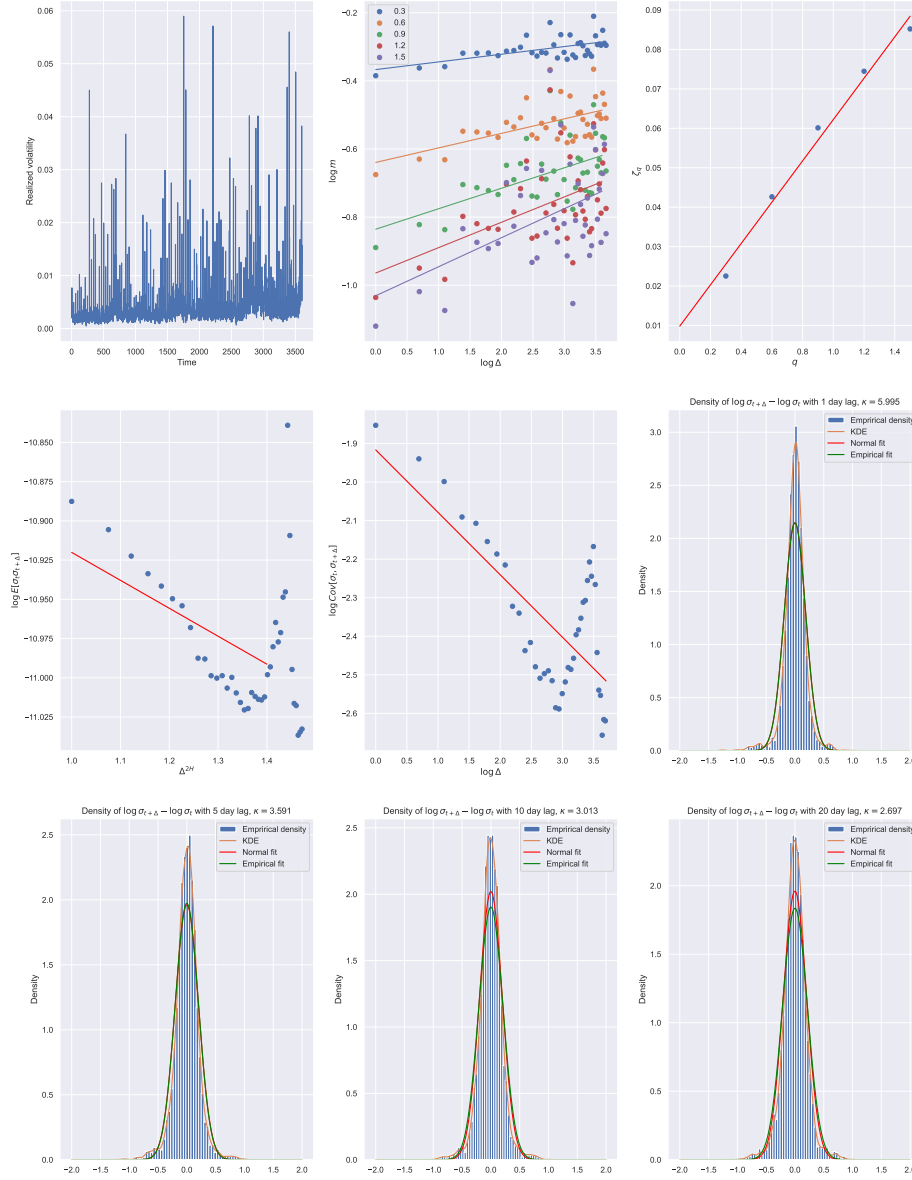 0.06
0.05
0.04
0.03
0.02
0.01
0.00
Realized volatility
0 500 1000 1500 2000 2500 3000 3500
Time
−0.4
−0.6
−0.8
−1.0
log m
0.3
0.6
0.9
1.2
1.5
0.0 0.5 1.0 1.5 2.0 2.5 3.0 3.5
log Δ
0.09
0.08
0.07
0.06
0.05
0.04
0.03
0.02
0.01
ζq
0.0 0.2 0.4 0.6 0.8 1.0 1.2 1.4
q
−10.850
−10.875
−10.900
−10.925
−10.950
−10.975
−11.000
−11.025
log E[σtσt+Δ]
1.0 1.1 1.2 1.3 1.4
Δ^2H
−1.9
−2.0
−2.1
−2.2
−2.3
−2.4
−2.5
−2.6
log Cov[σt, σt+Δ]
0.0 0.5 1.0 1.5 2.0 2.5 3.0 3.5
log Δ
Density of log σt+Δ − log σt with 1 day lag, κ = 5.995
Emprirical density
KDE
Normal fit
Empirical fit
3.0
2.5
2.0
1.5
1.0
0.5
0.0
Density
−2.0 −1.5 −1.0 −0.5 0.0 0.5 1.0 1.5 2.0
Density of log σt+Δ − log σt with 5 day lag, κ = 3.591
Emprirical density
KDE
Normal fit
Empirical fit
2.5
2.0
1.5
1.0
0.5
0.0
Density
−2.0 −1.5 −1.0 −0.5 0.0 0.5 1.0 1.5 2.0
Density of log σt+Δ − log σt with 10 day lag, κ = 3.013
Emprirical density
KDE
Normal fit
Empirical fit
2.5
2.0
1.5
1.0
0.5
0.0
Density
−2.0 −1.5 −1.0 −0.5 0.0 0.5 1.0 1.5 2.0
Density of log σt+Δ − log σt with 20 day lag, κ = 2.697
Emprirical density
KDE
Normal fit
Empirical fit
2.0
1.5
1.0
0.5
0.0
Density
−2.0 −1.5 −1.0 −0.5 0.0 0.5 1.0 1.5 2.0